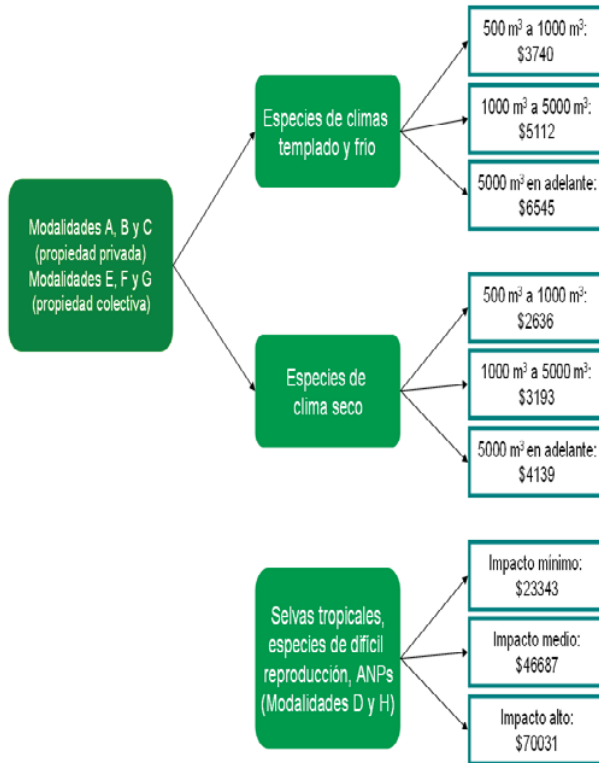 Modalidades A, B y C
(propiedad privada)
Modalidades E, F y G
(propiedad colectiva)
Especies de climas
templado y frio
500 m³ a 1000 m³:
$3740
1000 m³ a 5000 m³:
$5112
5000 m³ en adelante:
$6545
Especies de
clima seco
500 m³ a 1000 m³:
$2636
1000 m³ a 5000 m³:
$3193
5000 m³ en adelante:
$4139
Selvas tropicales,
especies de difícil
reproducción, ANPs
(Modalidades D y H)
Impacto mínimo:
$23343
Impacto medio:
$46687
Impacto alto:
$70031